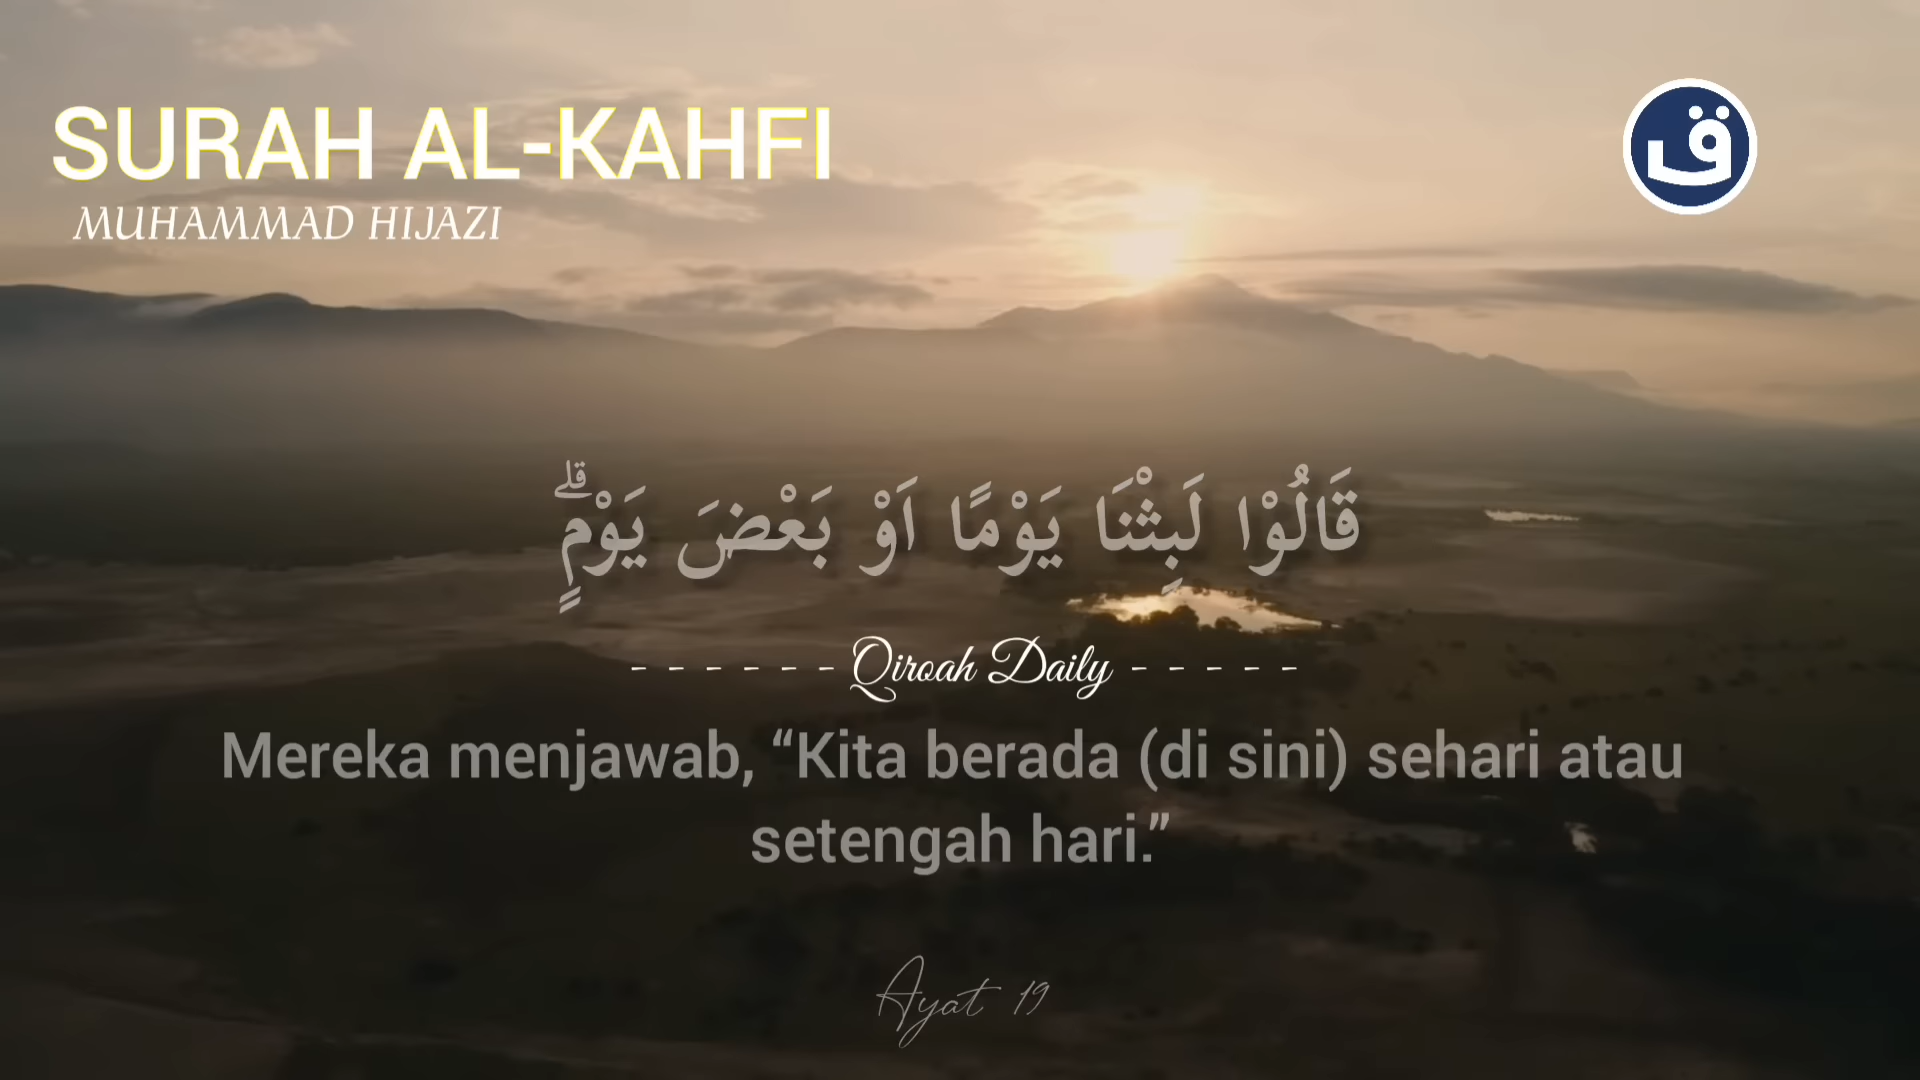 SURAH AL-KAHFI
MUHAMMAD HIJAZI
ق
قَالُوْا لَبِثْنَا يَوْمًا اَوْ بَعْضَ يَوْمٍۗ
- - - - - - Qiroah Daily - - - - -
Mereka menjawab, “Kita berada (di sini) sehari atau
setengah hari.”
Ayat 19